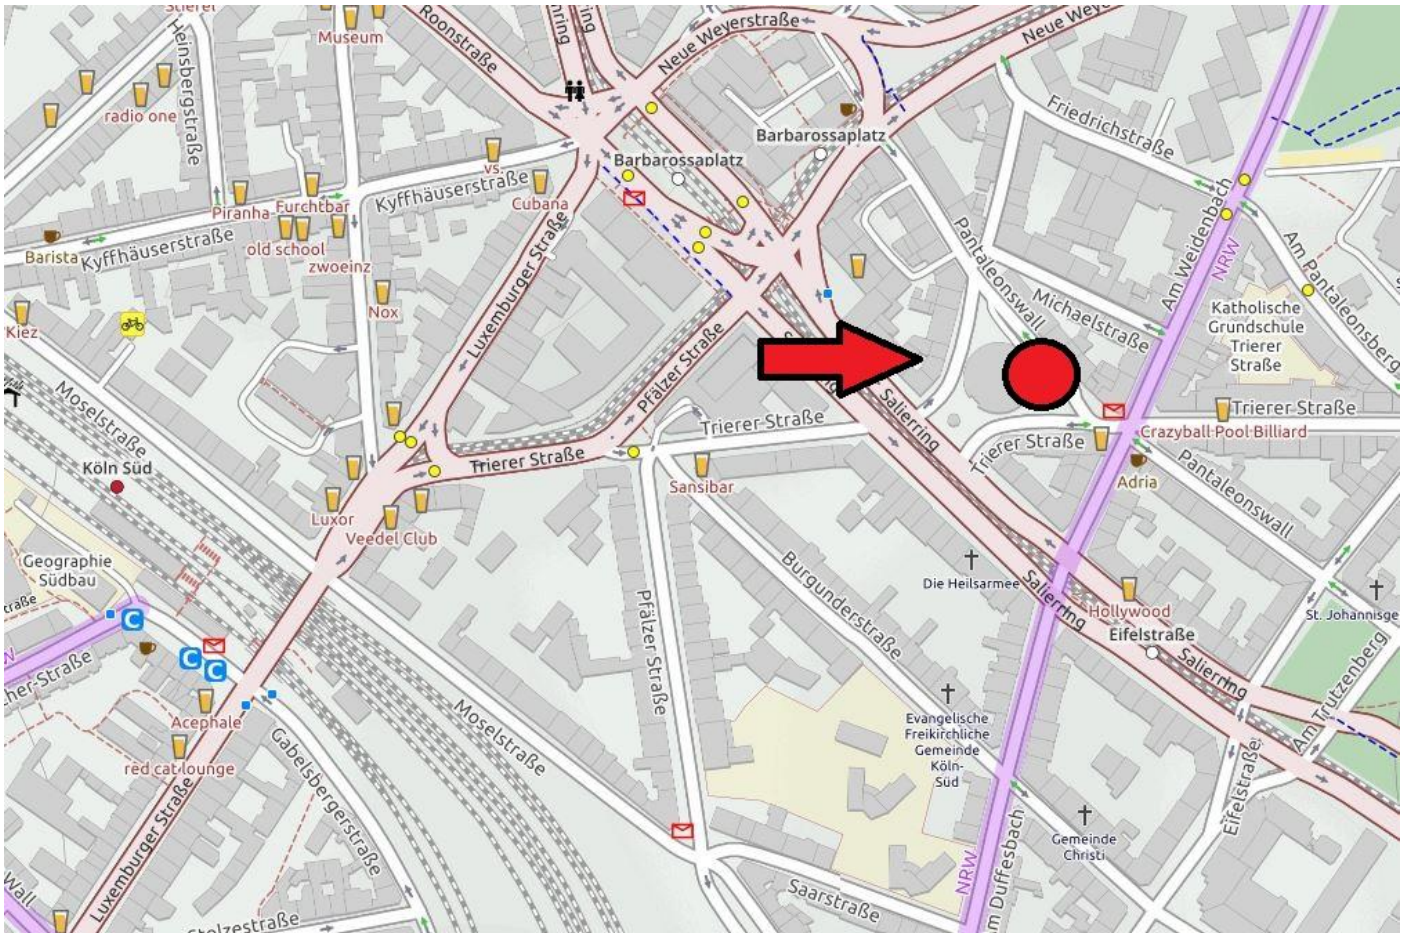 Museum
Roonstraße
Neue Weyerstraße
Heinsbergstraße
radio one
Friedrichstraße
Barbarossaplatz
Barbarossaplatz
vs.
Kyffhäuserstraße
Cubana
Piranha
Furchtbar
old school
zwoeinz
Barista
Kyffhäuserstraße
Nox
Kiez
Luxemburger Straße
Pfälzer Straße
Pantaleonswall
Michaelstraße
Am Weidenbach
NRW
Am Pantaleonsberg
Katholische
Grundschule
Trierer
Straße
Moselstraße
Köln Süd
Trierer Straße
Trierer Straße
Salierring
Trierer Straße
Trierer Straße
Crazyball Pool Billiard
Adria
Pantaleonswall
Sansibar
Luxor
Veedel Club
Geographie
Südbau
Burgunderstraße
Pfälzer Straße
Die Heilsarmee
Salierring
Hollywood
Eifelstraße
Salierring
St. Johannisge
Am Trutzenberg
Eifelstraße
cher-Straße
Acephale
red cat lounge
Gabelsbergerstraße
Moselstraße
Luxemburger Straße
Evangelische
Freikirchliche
Gemeinde
Köln-
Süd
Gemeinde
Christi
NRW
m Duffesbach
Saarstraße
Wall